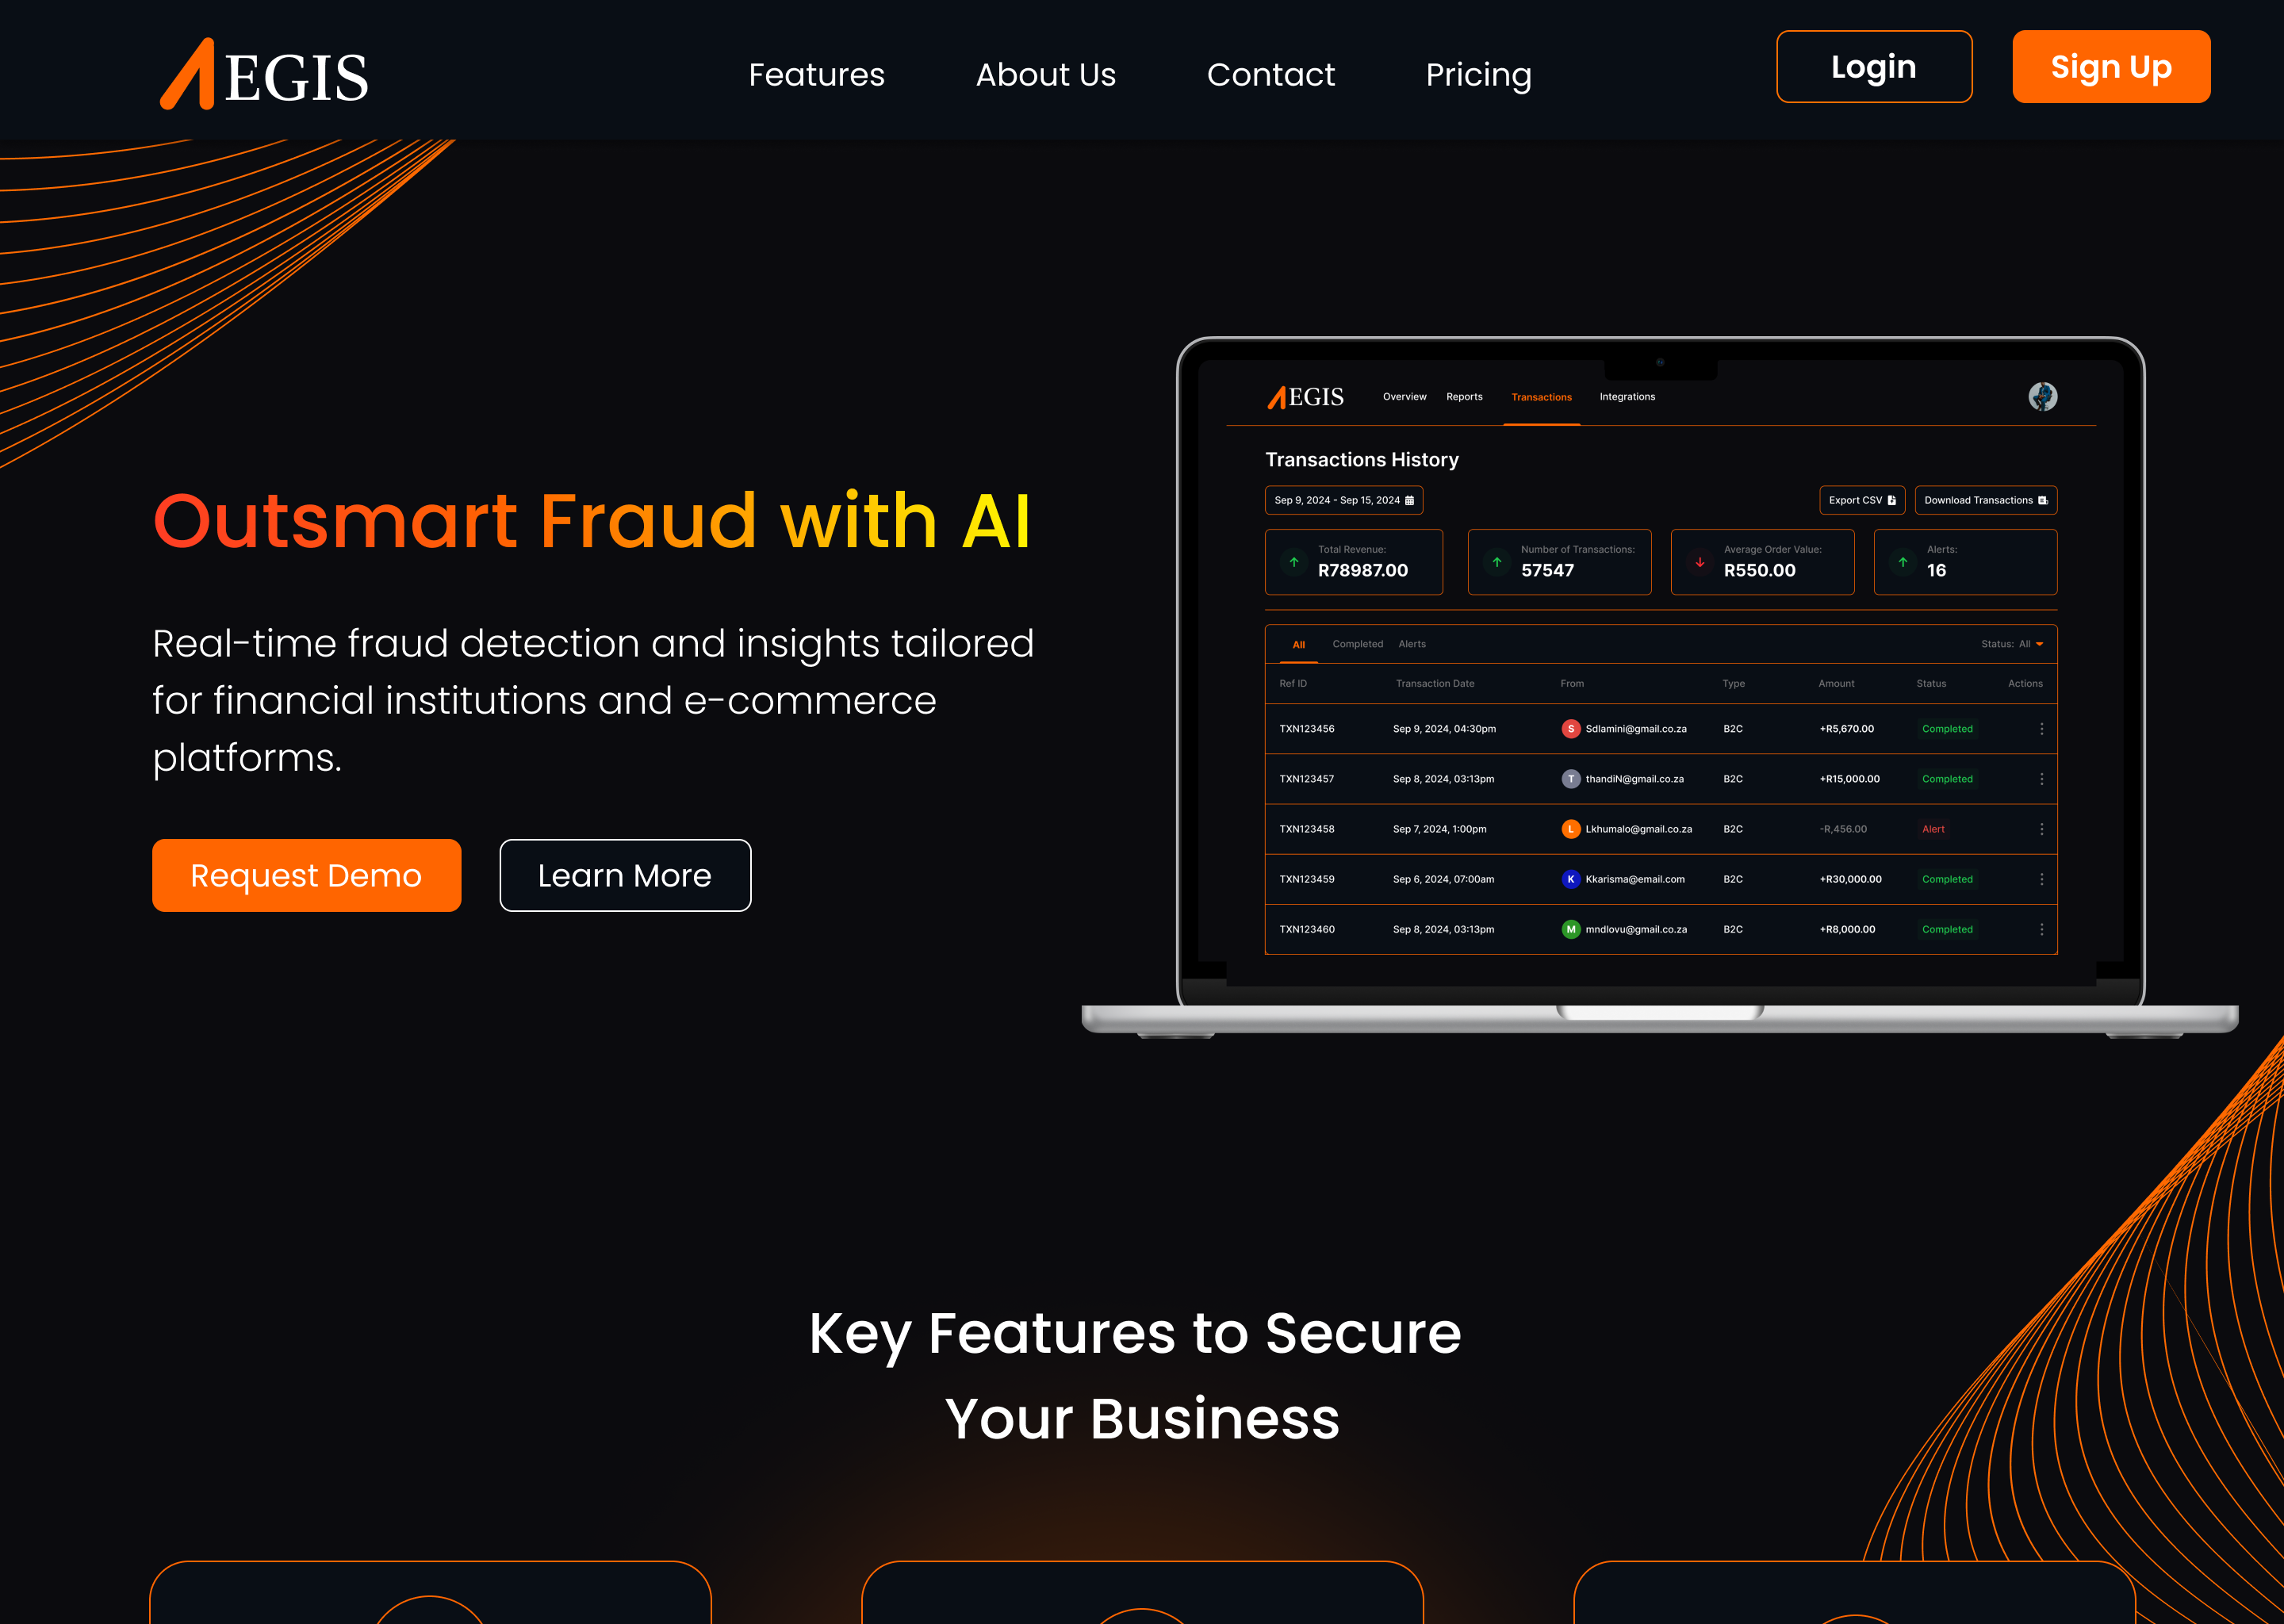 AEGIS
Features About Us Contact Pricing
Login Sign Up
Outsmart Fraud with AI
Real-time fraud detection and insights tailored
for financial institutions and e-commerce
platforms.
Request Demo Learn More
AEGIS Overview Reports Transactions Integrations
Transactions History
Sep 9, 2024 - Sep 15, 2024 Export CSV Download Transactions
Total Revenue: Number of Transactions: Average Order Value: Alerts:
R78987.00 57547 R550.00 16
All Completed Alerts Status: All
Ref ID Transaction Date From Type Amount Status Actions
TXN123456 Sep 9, 2024, 04:30pm S Sdlamini@gmail.co.za B2C +R5,670.00 Completed
TXN123457 Sep 8, 2024, 03:13pm T thandiN@gmail.co.za B2C +R15,000.00 Completed
TXN123458 Sep 7, 2024, 1:00pm L Lkhumalo@gmail.co.za B2C -R,456.00 Alert
TXN123459 Sep 6, 2024, 07:00am K Kkarisma@email.com B2C +R30,000.00 Completed
TXN123460 Sep 8, 2024, 03:13pm M mndlovu@gmail.co.za B2C +R8,000.00 Completed
Key Features to Secure
Your Business